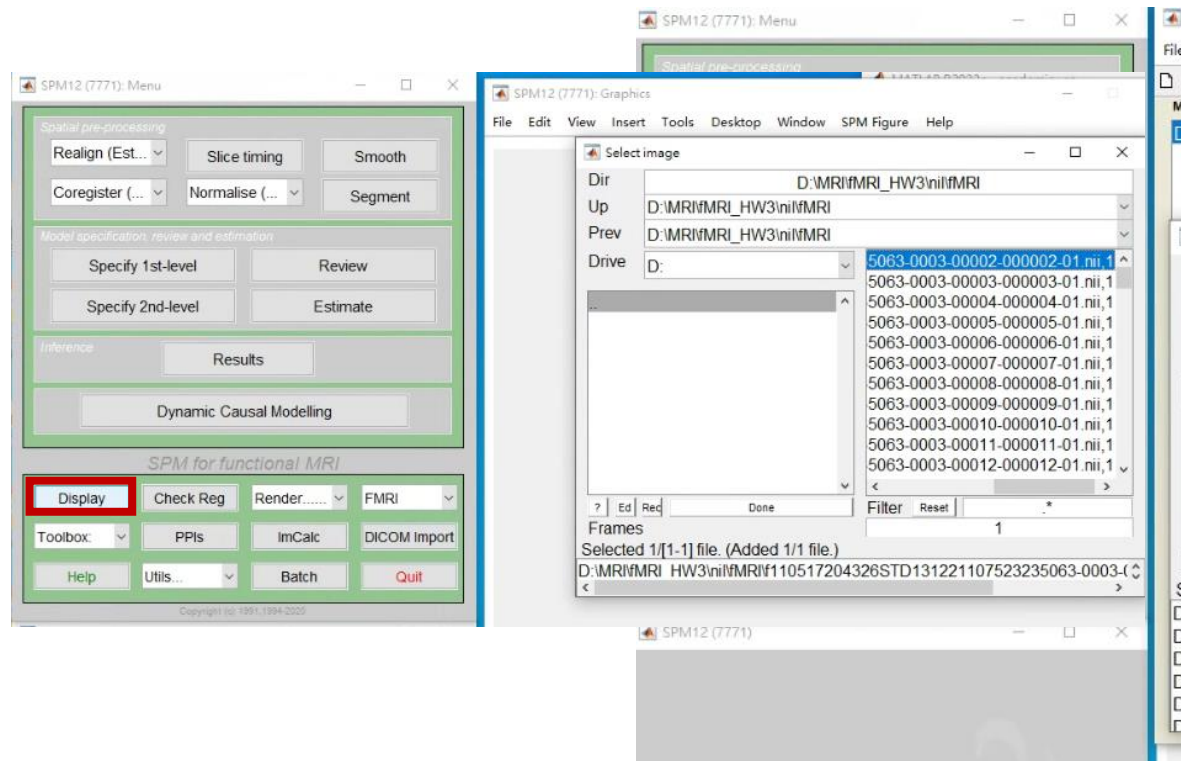 SPM12 (7771): Menu
Spatial pre-processing
File
SPM12 (7771): Menu
Spatial pre-processing
Realign (Est...
Slice timing
Smooth
Coregister (...
Normalise (...
Segment
Model specification, review and estimation
Specify 1st-level
Review
Specify 2nd-level
Estimate
Inference
Results
Dynamic Causal Modelling
SPM for functional MRI
Display
Check Reg
Render......
FMRI
Toolbox:
PPIs
ImCalc
DICOM Import
Help
Utils...
Batch
Quit
Copyright (c) 1991,1994-2020
SPM12 (7771): Graphics
File Edit View Insert Tools Desktop Window SPM Figure Help
Select image
Dir D:\MRI\fMRI_HW3\nii\fMRI
Up D:\MRI\fMRI_HW3\nii\fMRI
Prev D:\MRI\fMRI_HW3\nii\fMRI
Drive D:
..
5063-0003-00002-000002-01.nii,1
5063-0003-00003-000003-01.nii,1
5063-0003-00004-000004-01.nii,1
5063-0003-00005-000005-01.nii,1
5063-0003-00006-000006-01.nii,1
5063-0003-00007-000007-01.nii,1
5063-0003-00008-000008-01.nii,1
5063-0003-00009-000009-01.nii,1
5063-0003-00010-000010-01.nii,1
5063-0003-00011-000011-01.nii,1
5063-0003-00012-000012-01.nii,1
? Ed Rec Done
Filter Reset .*
Frames 1
Selected 1/[1-1] file. (Added 1/1 file.)
D:\MRI\fMRI_HW3\nii\fMRI\f110517204326STD131221107523235063-0003-(
SPM12 (7771)